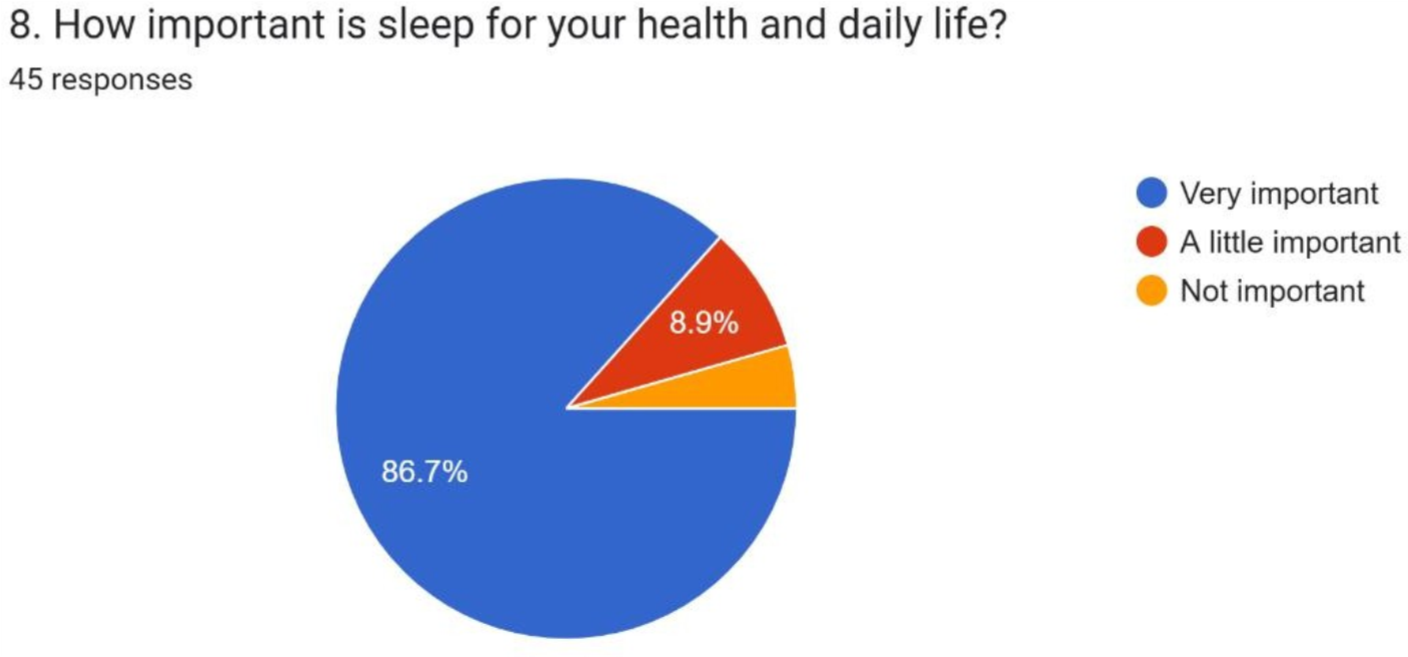 8. How important is sleep for your health and daily life?
45 responses
Very important
A little important
Not important
8.9%
86.7%